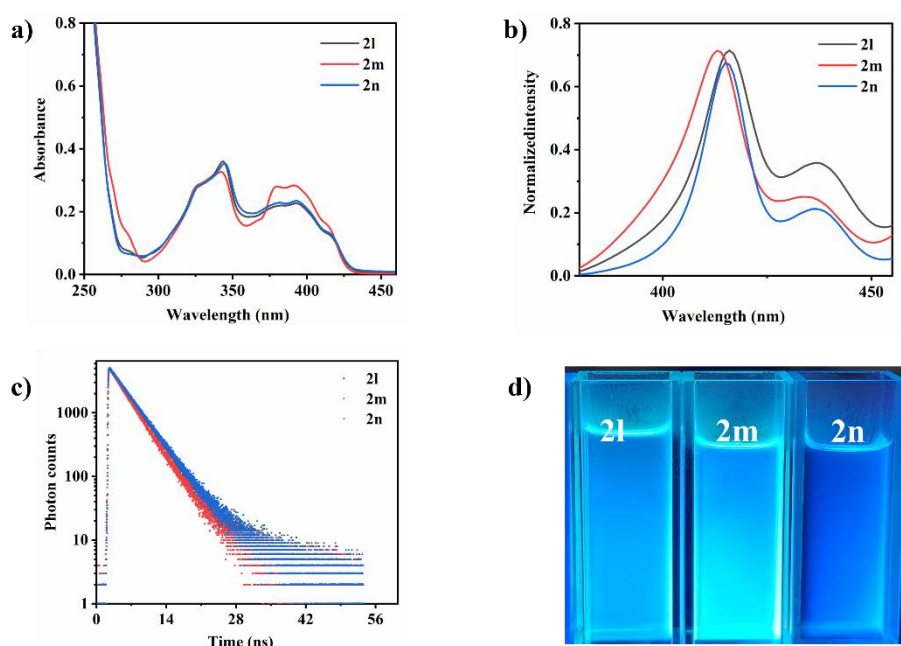 a)
0.8
0.6
0.4
0.2
0.0
Absorbance
2l
2m
2n
250 300 350 400 450
Wavelength (nm)
b)
0.8
0.6
0.4
0.2
0.0
Normalizedintensity
2l
2m
2n
400 450
Wavelength (nm)
c)
1000
100
10
1
Photon counts
2l
2m
2n
0 14 28 42 56
Time (ns)
d)
2l 2m 2n